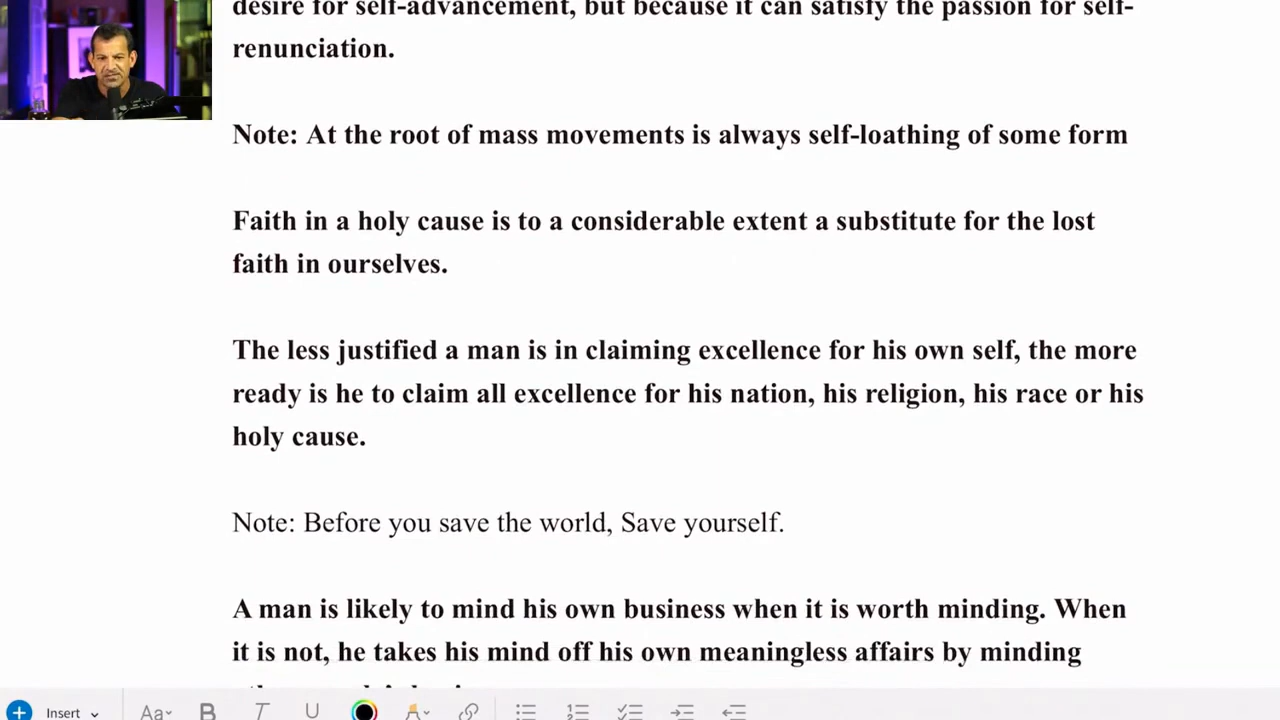 desire for self-advancement, but because it can satisfy the passion for self-
renunciation.
Note: At the root of mass movements is always self-loathing of some form
Faith in a holy cause is to a considerable extent a substitute for the lost
faith in ourselves.
The less justified a man is in claiming excellence for his own self, the more
ready is he to claim all excellence for his nation, his religion, his race or his
holy cause.
Note: Before you save the world, Save yourself.
A man is likely to mind his own business when it is worth minding. When
it is not, he takes his mind off his own meaningless affairs by minding
Insert Aa B T U